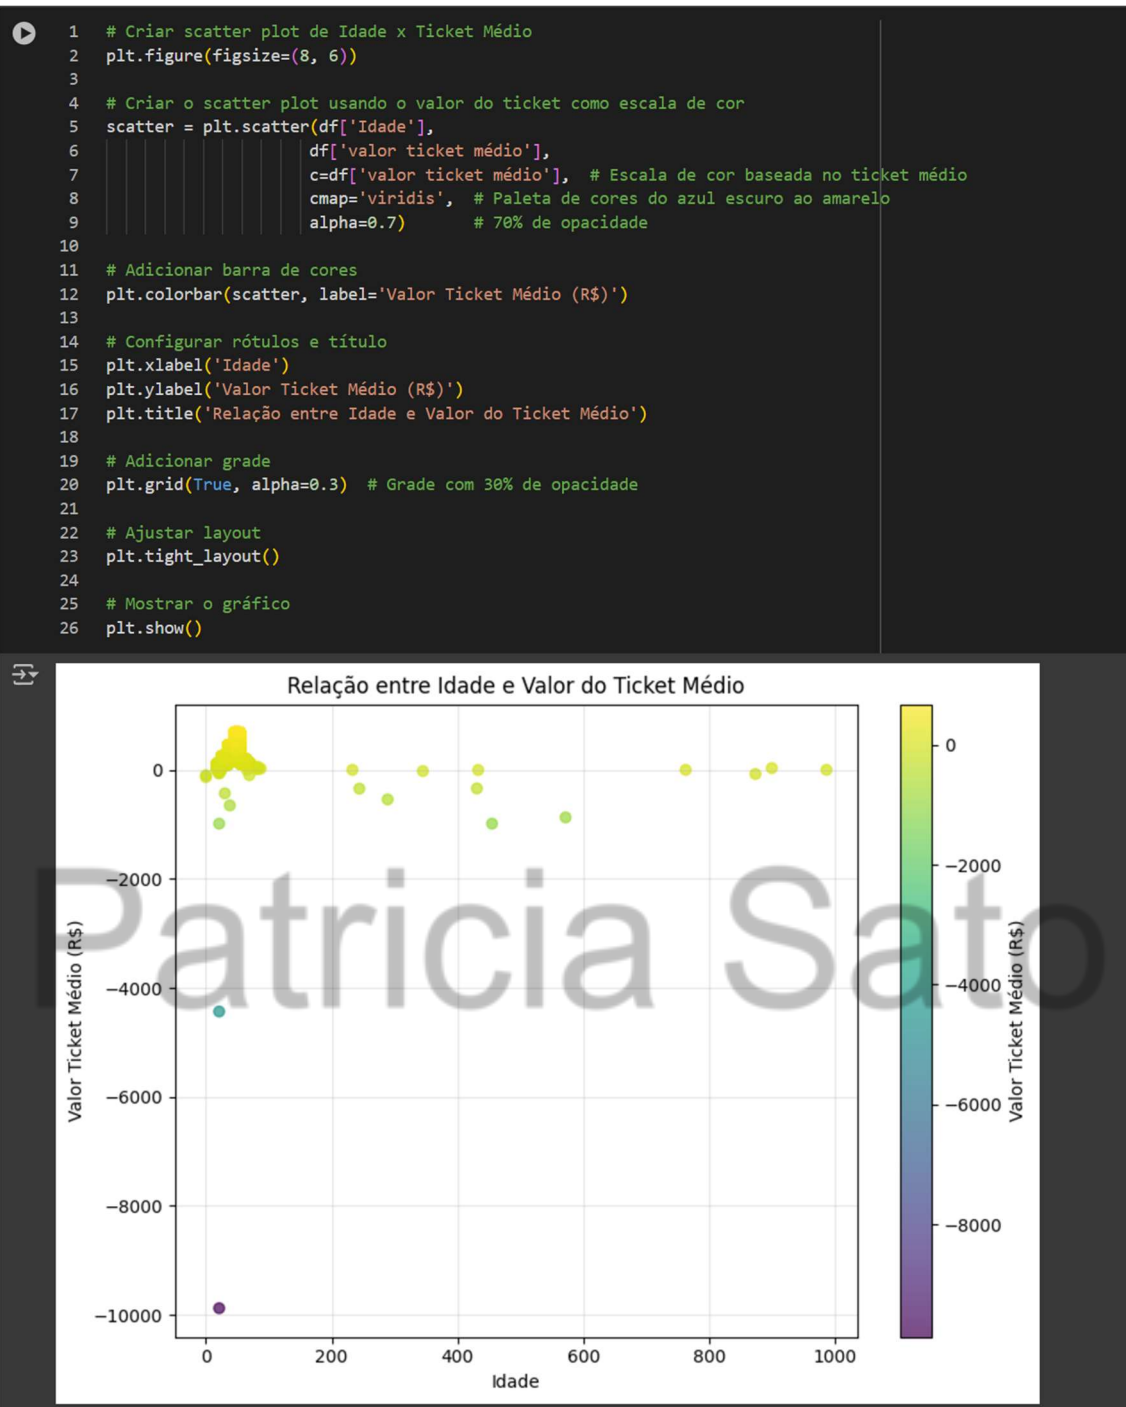 1 # Criar scatter plot de Idade x Ticket Médio
2 plt.figure(figsize=(8, 6))
3
4 # Criar o scatter plot usando o valor do ticket como escala de cor
5 scatter = plt.scatter(df['Idade'],
6 df['valor ticket médio'],
7 c=df['valor ticket médio'], # Escala de cor baseada no ticket médio
8 cmap='viridis', # Paleta de cores do azul escuro ao amarelo
9 alpha=0.7) # 70% de opacidade
10
11 # Adicionar barra de cores
12 plt.colorbar(scatter, label='Valor Ticket Médio (R$)')
13
14 # Configurar rótulos e título
15 plt.xlabel('Idade')
16 plt.ylabel('Valor Ticket Médio (R$)')
17 plt.title('Relação entre Idade e Valor do Ticket Médio')
18
19 # Adicionar grade
20 plt.grid(True, alpha=0.3) # Grade com 30% de opacidade
21
22 # Ajustar layout
23 plt.tight_layout()
24
25 # Mostrar o gráfico
26 plt.show()
Relação entre Idade e Valor do Ticket Médio
Valor Ticket Médio (R$)
0
−2000
−4000
−6000
−8000
−10000
0 200 400 600 800 1000
Idade
0
−2000
−4000
−6000
−8000
Valor Ticket Médio (R$)
Patricia Sato